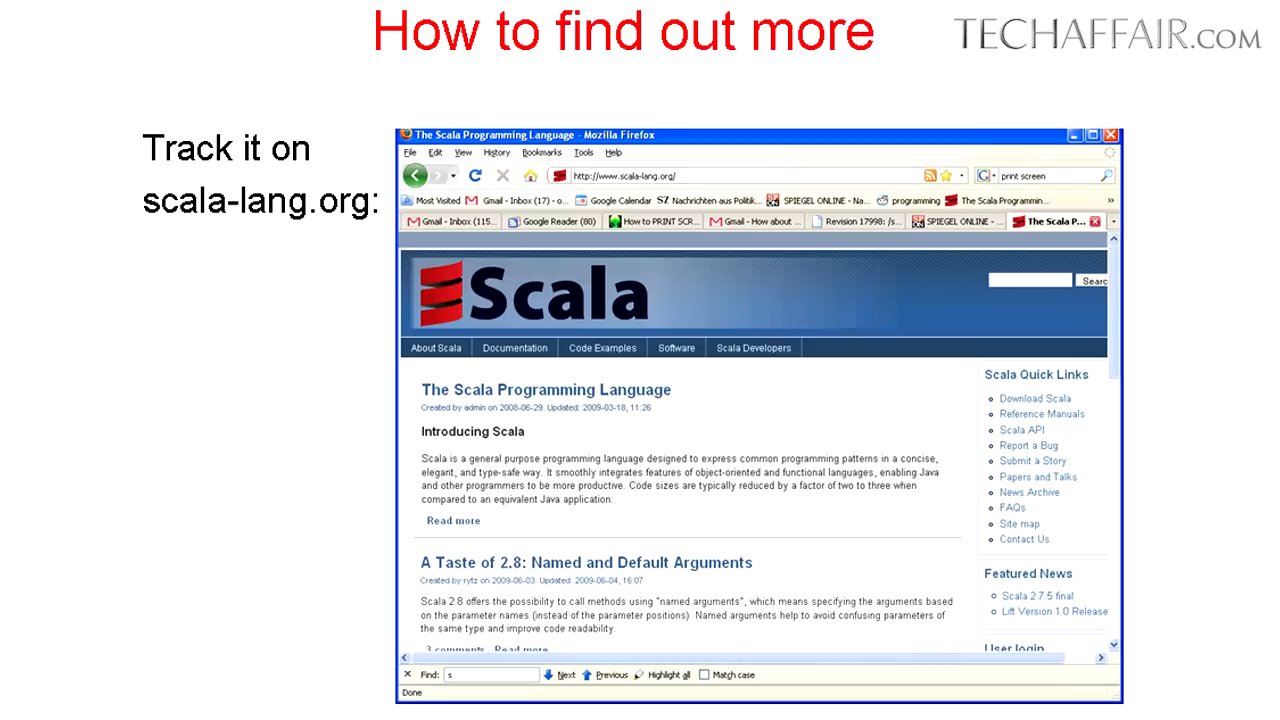 How to find out more
TECHAFFAIR.COM
Track it on
scala-lang.org:
The Scala Programming Language - Mozilla Firefox
File Edit View History Bookmarks Tools Help
http://www.scala-lang.org/
print screen
Most Visited Gmail - Inbox (17) - o... Google Calendar SZ Nachrichten aus Politik... SPIEGEL ONLINE - Na... programming The Scala Programmin... »
Gmail - Inbox (115... Google Reader (80) How to PRINT SCR... Gmail - How about ... Revision 17998: /s... SPIEGEL ONLINE - ... The Scala P...
Scala
Searc
About Scala Documentation Code Examples Software Scala Developers
The Scala Programming Language
Created by admin on 2008-06-29. Updated: 2009-03-18, 11:26
Introducing Scala
Scala is a general purpose programming language designed to express common programming patterns in a concise,
elegant, and type-safe way. It smoothly integrates features of object-oriented and functional languages, enabling Java
and other programmers to be more productive. Code sizes are typically reduced by a factor of two to three when
compared to an equivalent Java application.
Read more
A Taste of 2.8: Named and Default Arguments
Created by rytz on 2009-06-03. Updated: 2009-06-04, 16:07
Scala 2.8 offers the possibility to call methods using "named arguments", which means specifying the arguments based
on the parameter names (instead of the parameter positions). Named arguments help to avoid confusing parameters of
the same type and improve code readability.
3 comments Read more
Scala Quick Links
Download Scala
Reference Manuals
Scala API
Report a Bug
Submit a Story
Papers and Talks
News Archive
FAQs
Site map
Contact Us
Featured News
Scala 2.7.5 final
Lift Version 1.0 Release
User login
Find: s Next Previous Highlight all Match case
Done